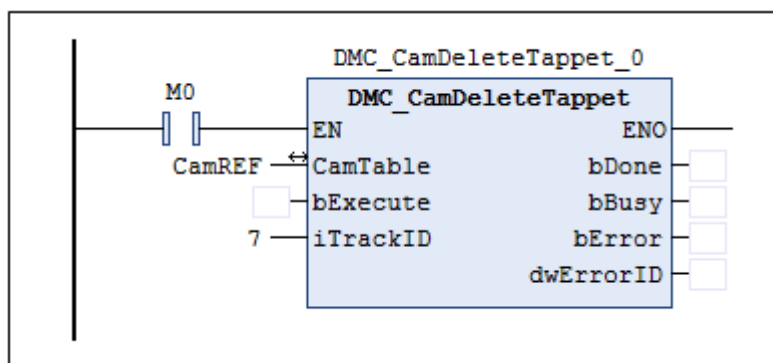 DMC_CamDeleteTappet_0
M0
DMC_CamDeleteTappet
EN ENO
CamREF CamTable bDone
bExecute bBusy
7 iTrackID bError
dwErrorID